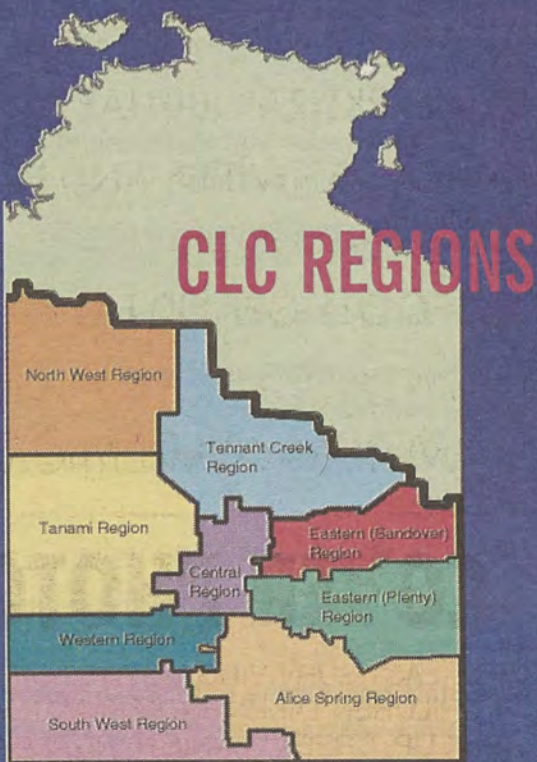 CLC REGIONS
North West Region
Tennant Creek
Region
Tanami Region
Eastern (Sandover)
Region
Central
Region
Eastern (Plenty)
Region
Western Region
Alice Spring Region
South West Region